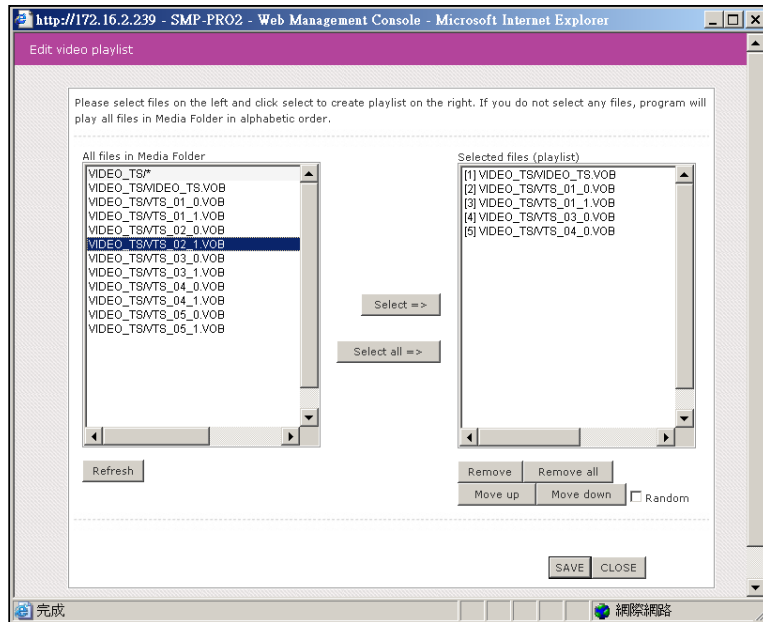 http://172.16.2.239 - SMP-PRO2 - Web Management Console - Microsoft Internet Explorer
Edit video playlist
Please select files on the left and click select to create playlist on the right. If you do not select any files, program will
play all files in Media Folder in alphabetic order.
All files in Media Folder
VIDEO_TS/*
VIDEO_TS/VIDEO_TS.VOB
VIDEO_TS/VTS_01_0.VOB
VIDEO_TS/VTS_01_1.VOB
VIDEO_TS/VTS_02_0.VOB
VIDEO_TS/VTS_02_1.VOB
VIDEO_TS/VTS_03_0.VOB
VIDEO_TS/VTS_03_1.VOB
VIDEO_TS/VTS_04_0.VOB
VIDEO_TS/VTS_04_1.VOB
VIDEO_TS/VTS_05_0.VOB
VIDEO_TS/VTS_05_1.VOB
Refresh
Select =>
Select all =>
Selected files (playlist)
[1] VIDEO_TS/VIDEO_TS.VOB
[2] VIDEO_TS/VTS_01_0.VOB
[3] VIDEO_TS/VTS_01_1.VOB
[4] VIDEO_TS/VTS_03_0.VOB
[5] VIDEO_TS/VTS_04_0.VOB
Remove Remove all
Move up Move down Random
SAVE CLOSE
完成 網際網路